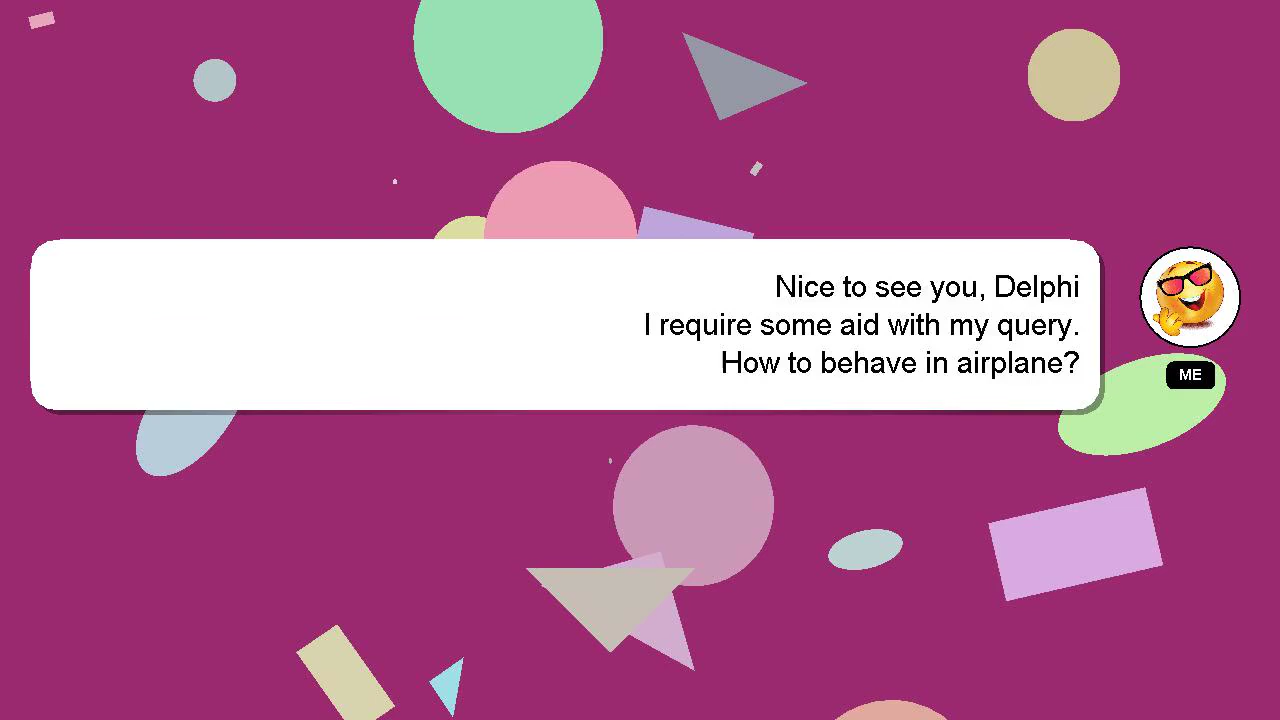 Nice to see you, Delphi
I require some aid with my query.
How to behave in airplane?
ME